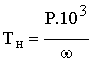 Tн = P.10³ / ∞